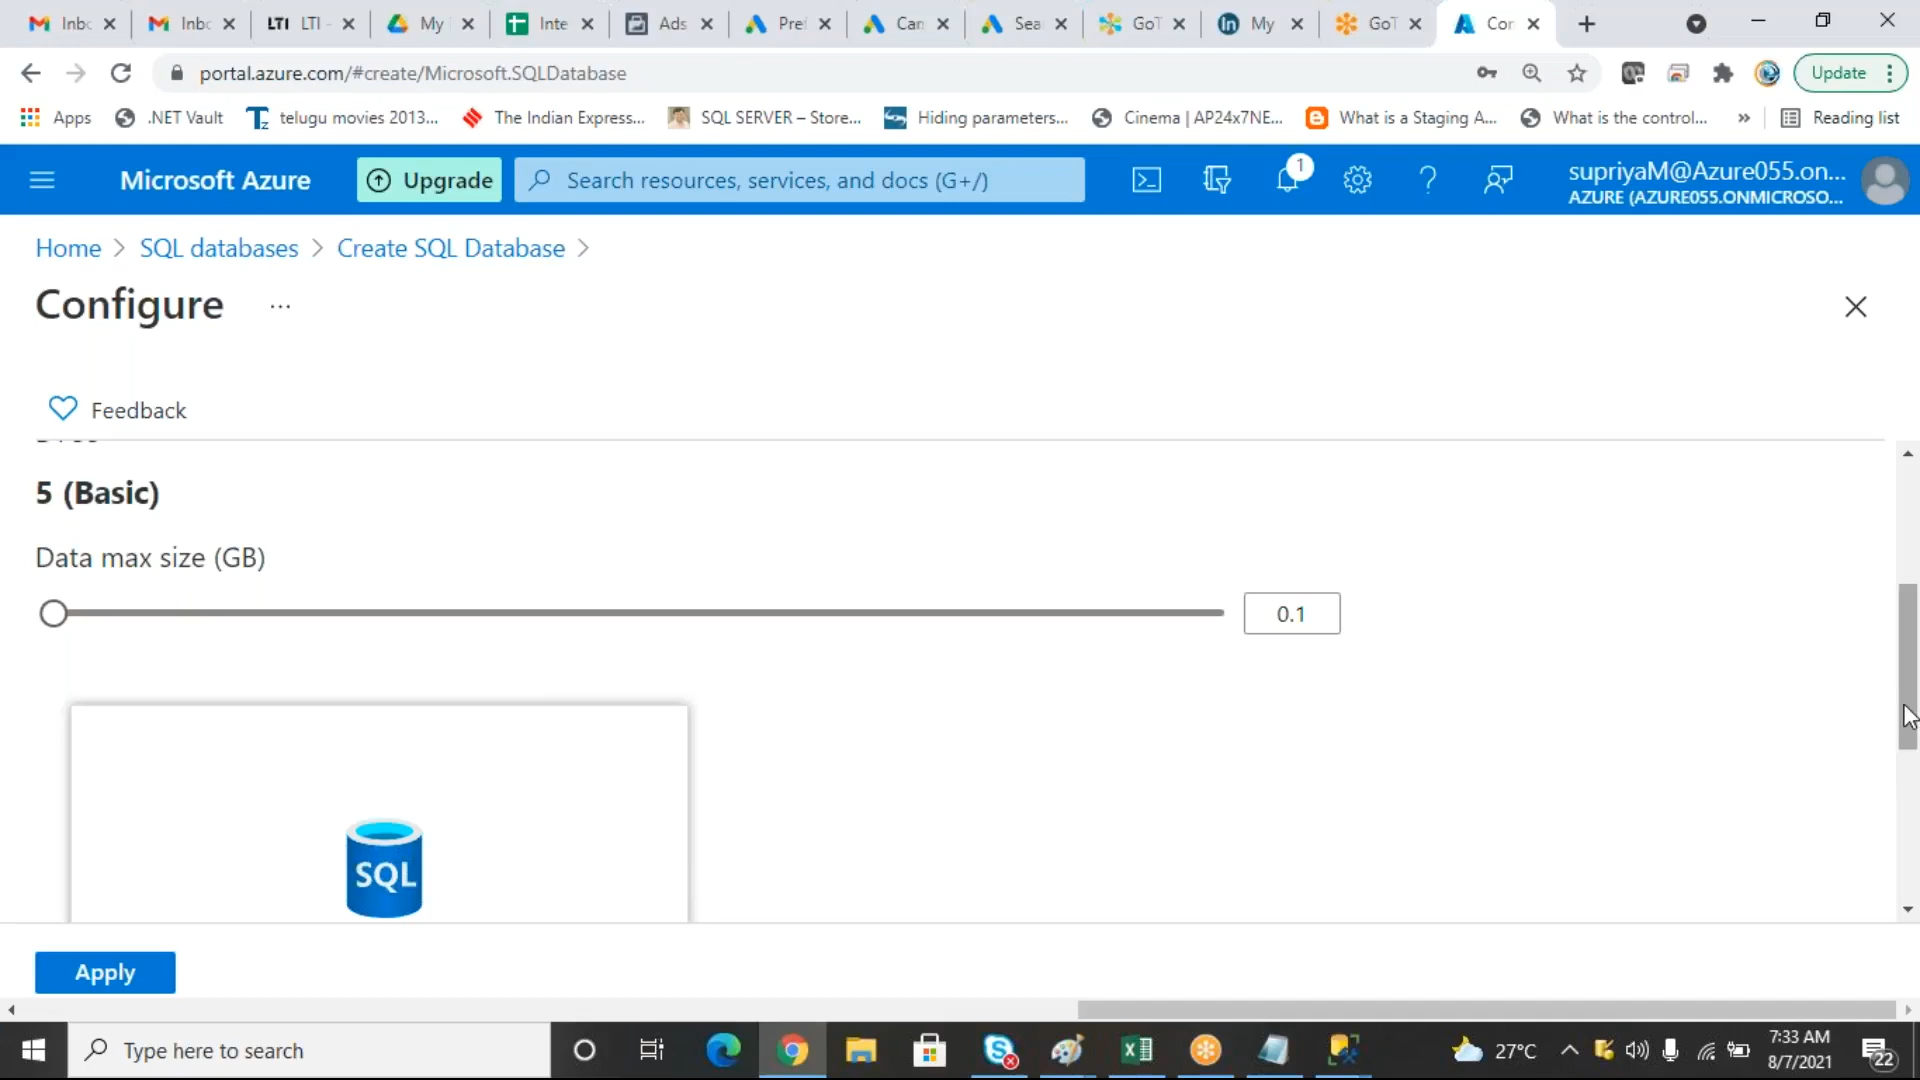 Inbc
Inbc
LTI LTI -
My
Inte
Ads
Pre
Can
Sea
GoT
in My
GoT
Cor
portal.azure.com/#create/Microsoft.SQLDatabase
Update
Apps
.NET Vault
Tz telugu movies 2013...
The Indian Express...
SQL SERVER – Store...
Hiding parameters...
Cinema | AP24x7NE...
What is a Staging A...
What is the control...
»
Reading list
Microsoft Azure
Upgrade
Search resources, services, and docs (G+/)
1
supriyaM@Azure055.on...
AZURE (AZURE055.ONMICROSO...
Home > SQL databases > Create SQL Database >
Configure ...
Feedback
5 (Basic)
Data max size (GB)
0.1
SQL
Apply
Type here to search
27°C
7:33 AM
8/7/2021
22